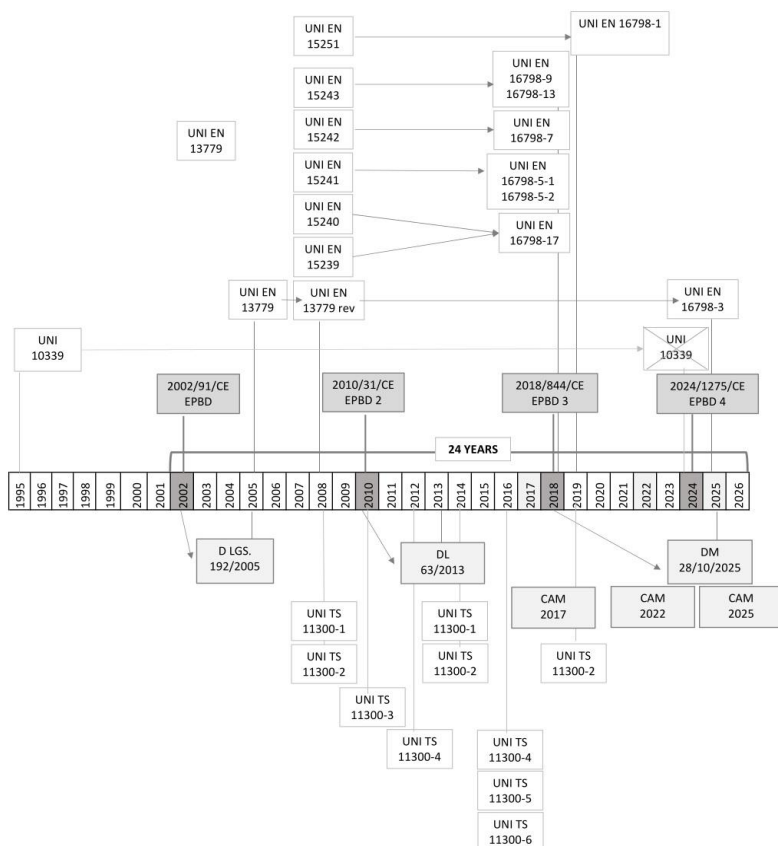 UNI EN
15251
UNI EN 16798-1
UNI EN
15243
UNI EN
16798-9
16798-13
UNI EN
13779
UNI EN
15242
UNI EN
16798-7
UNI EN
15241
UNI EN
16798-5-1
16798-5-2
UNI EN
15240
UNI EN
16798-17
UNI EN
15239
UNI EN
13779
UNI EN
13779 rev
UNI EN
16798-3
UNI
10339
UNI
10339
2002/91/CE
EPBD
2010/31/CE
EPBD 2
2018/844/CE
EPBD 3
2024/1275/CE
EPBD 4
24 YEARS
1995
1996
1997
1998
1999
2000
2001
2002
2003
2004
2005
2006
2007
2008
2009
2010
2011
2012
2013
2014
2015
2016
2017
2018
2019
2020
2021
2022
2023
2024
2025
2026
D LGS.
192/2005
DL
63/2013
DM
28/10/2025
CAM
2017
CAM
2022
CAM
2025
UNI TS
11300-1
UNI TS
11300-2
UNI TS
11300-1
UNI TS
11300-2
UNI TS
11300-2
UNI TS
11300-3
UNI TS
11300-4
UNI TS
11300-4
UNI TS
11300-5
UNI TS
11300-6